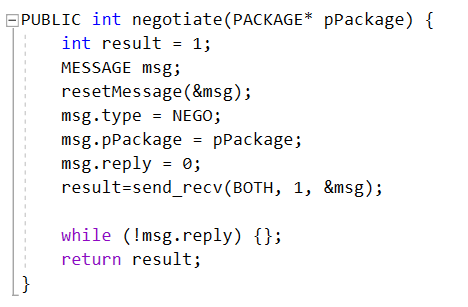 PUBLIC int negotiate(PACKAGE* pPackage) {
    int result = 1;
    MESSAGE msg;
    resetMessage(&msg);
    msg.type = NEGO;
    msg.pPackage = pPackage;
    msg.reply = 0;
    result=send_recv(BOTH, 1, &msg);

    while (!msg.reply) {};
    return result;
}